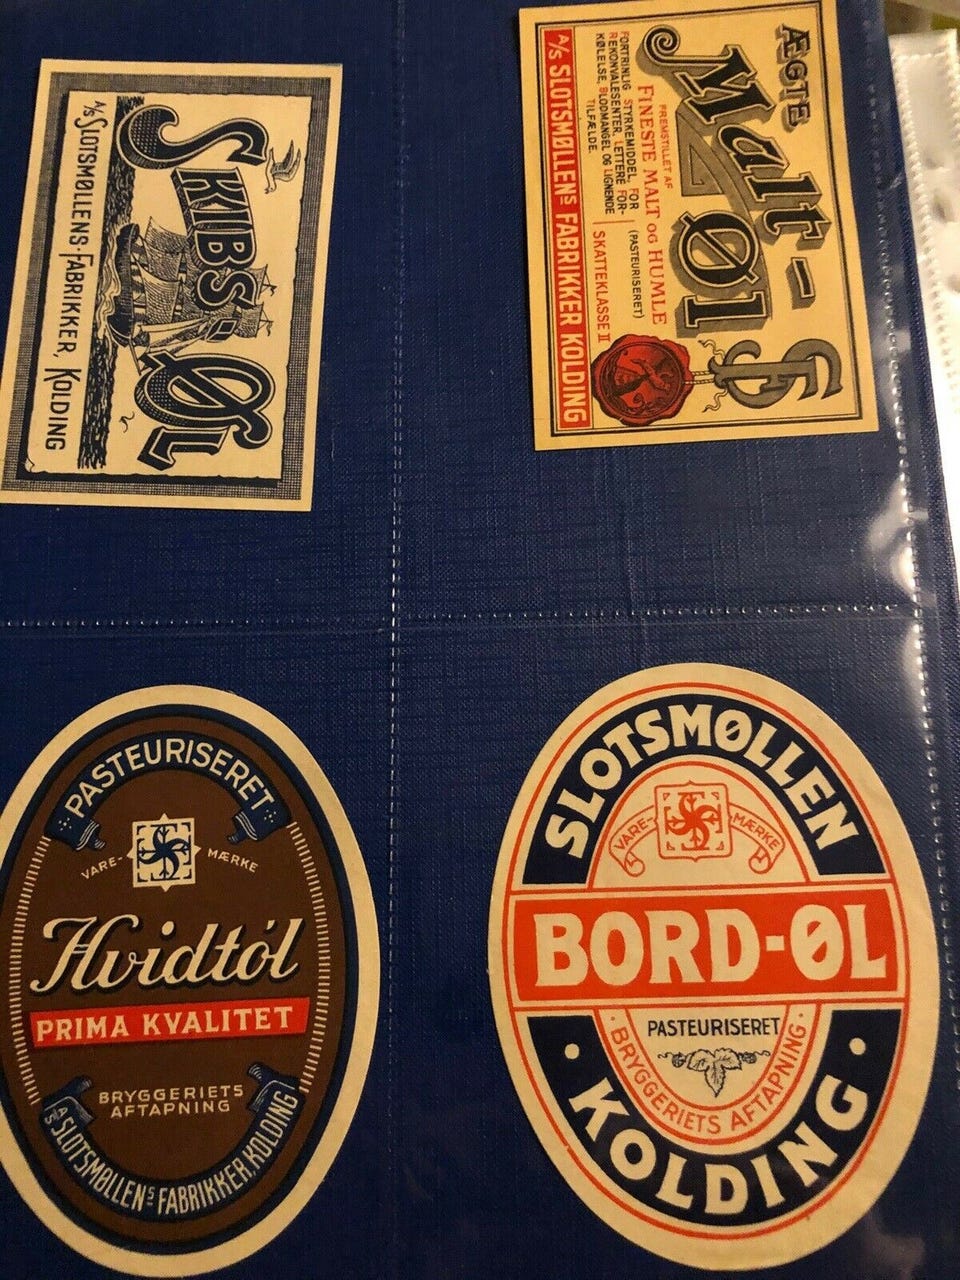 SKIBS-
ØL
A/S SLOTSMØLLENS FABRIKKER, KOLDING
ÆGTE
Malt-
ØL
FREMSTILLET AF
FINESTE MALT OG HUMLE
(PASTEURISERET)
FORTRINLIG STYRKEMIDDEL, FOR
REKONVALESENTER, LETTERE FOR-
KØLELSE, BLODMANGEL OG LIGNENDE
TILFÆLDE.
SKATTEKLASSE II
A/S SLOTSMØLLENS FABRIKKER KOLDING
PASTEURISERET
VARE- MÆRKE
Hvidtøl
PRIMA KVALITET
BRYGGERIETS
AFTAPNING
A/S SLOTSMØLLENS FABRIKKER, KOLDING
SLOTSMØLLEN
VARE- MÆRKE
BORD-ØL
PASTEURISERET
· BRYGGERIETS AFTAPNING ·
· KOLDING ·